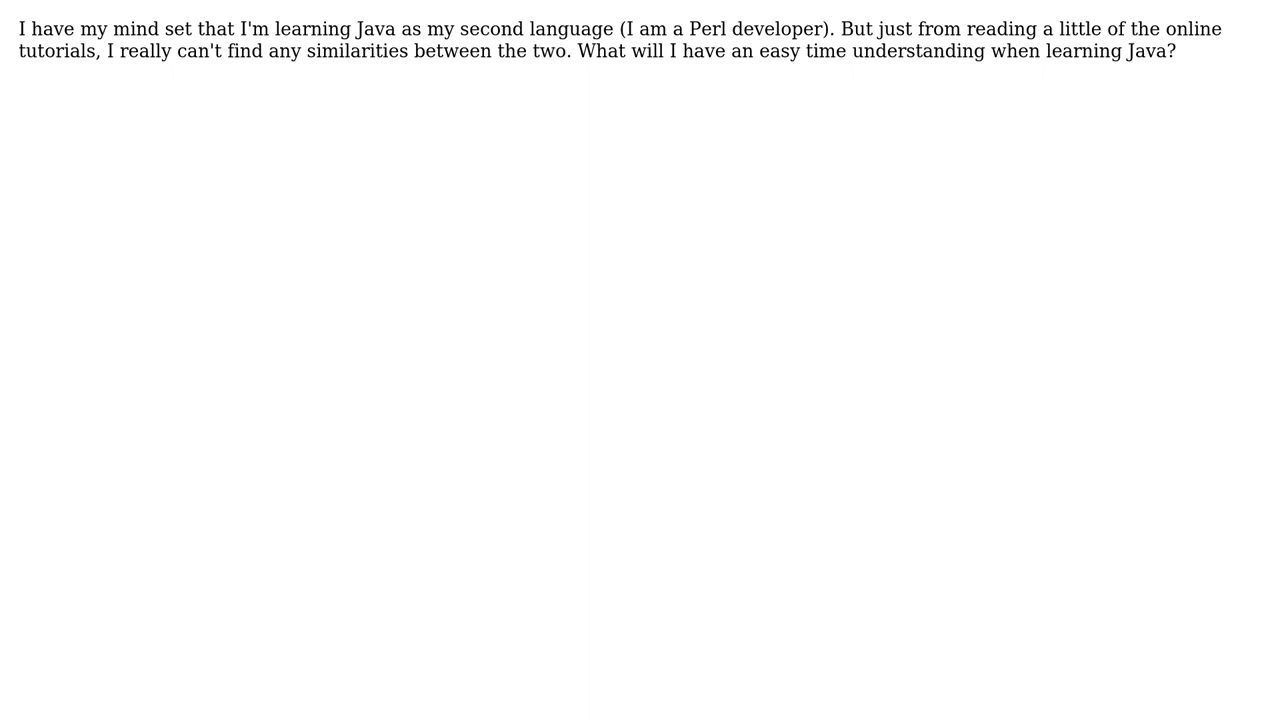 I have my mind set that I'm learning Java as my second language (I am a Perl developer). But just from reading a little of the online
tutorials, I really can't find any similarities between the two. What will I have an easy time understanding when learning Java?